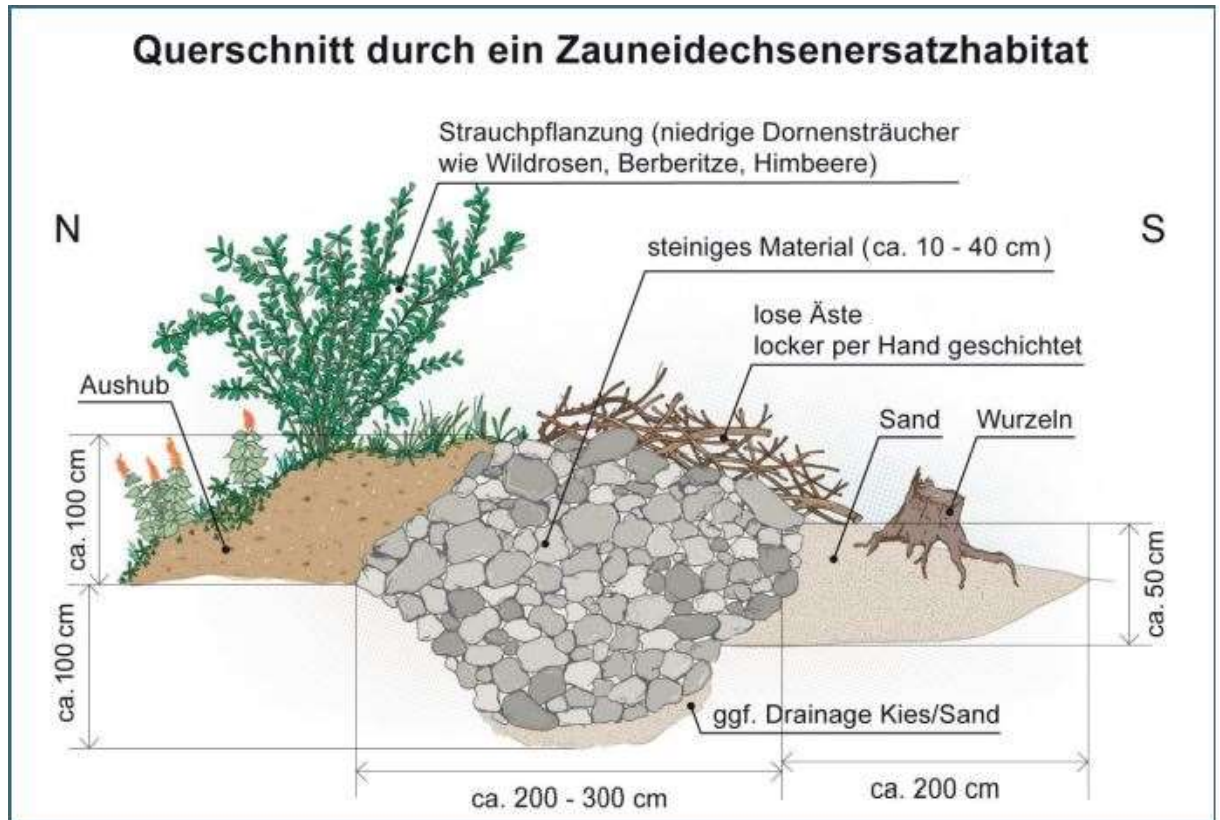 Querschnitt durch ein Zauneidechsenersatzhabitat
Strauchpflanzung (niedrige Dornensträucher
wie Wildrosen, Berberitze, Himbeere)
N
S
steiniges Material (ca. 10 - 40 cm)
lose Äste
locker per Hand geschichtet
Aushub
Sand
Wurzeln
ca. 100 cm
ca. 50 cm
ca. 100 cm
ggf. Drainage Kies/Sand
ca. 200 - 300 cm
ca. 200 cm